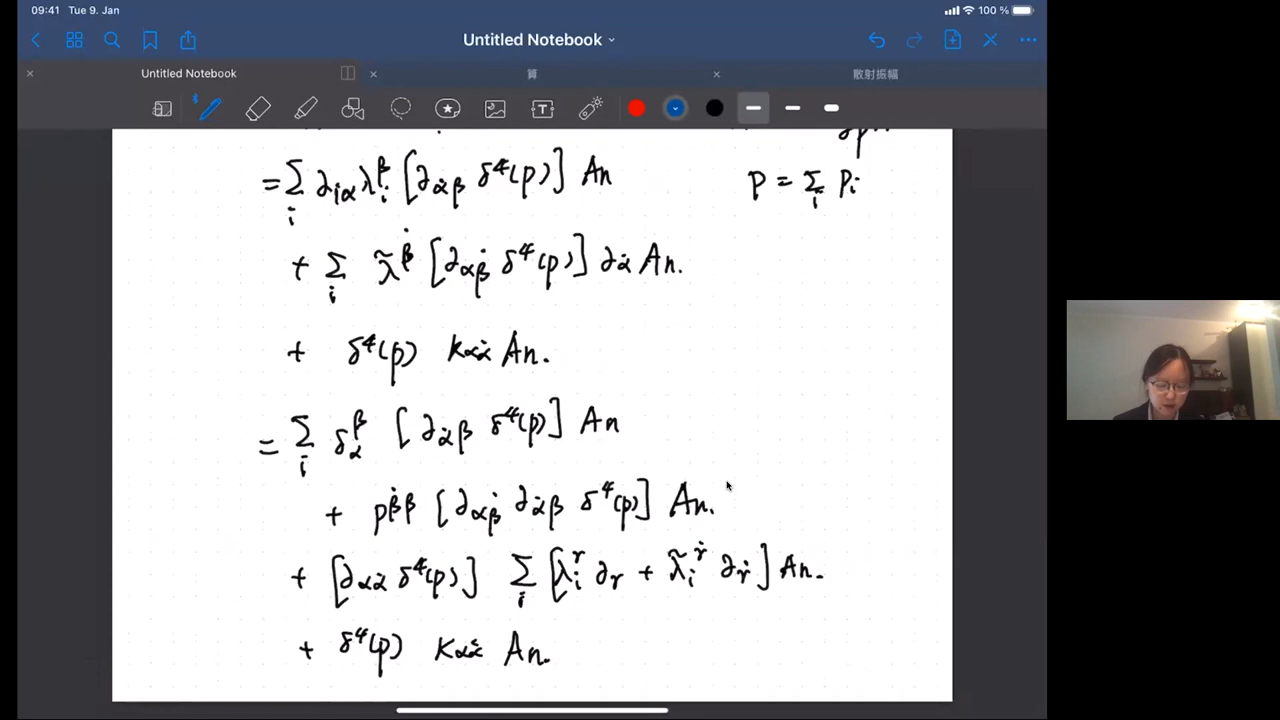 09:41 Tue 9. Jan 100 %
Untitled Notebook
Untitled Notebook 算 散射振幅
= Σ_i ∂_{iα} λ_i^β [∂_{α̇β} δ⁴(p)] An
p = Σ_i p_i
+ Σ_i λ̃^β̇ [∂_{αβ̇} δ⁴(p)] ∂_α̇ An.
+ δ⁴(p) K_{αα̇} An.
= Σ_i δ_α^β [∂_{α̇β} δ⁴(p)] An
+ p^{β̇β} [∂_{αβ̇} ∂_{α̇β} δ⁴(p)] An.
+ [∂_{αα̇} δ⁴(p)] Σ_i [λ_i^γ ∂_γ + λ̃_i^γ̇ ∂_γ̇] An.
+ δ⁴(p) K_{αα̇} An.